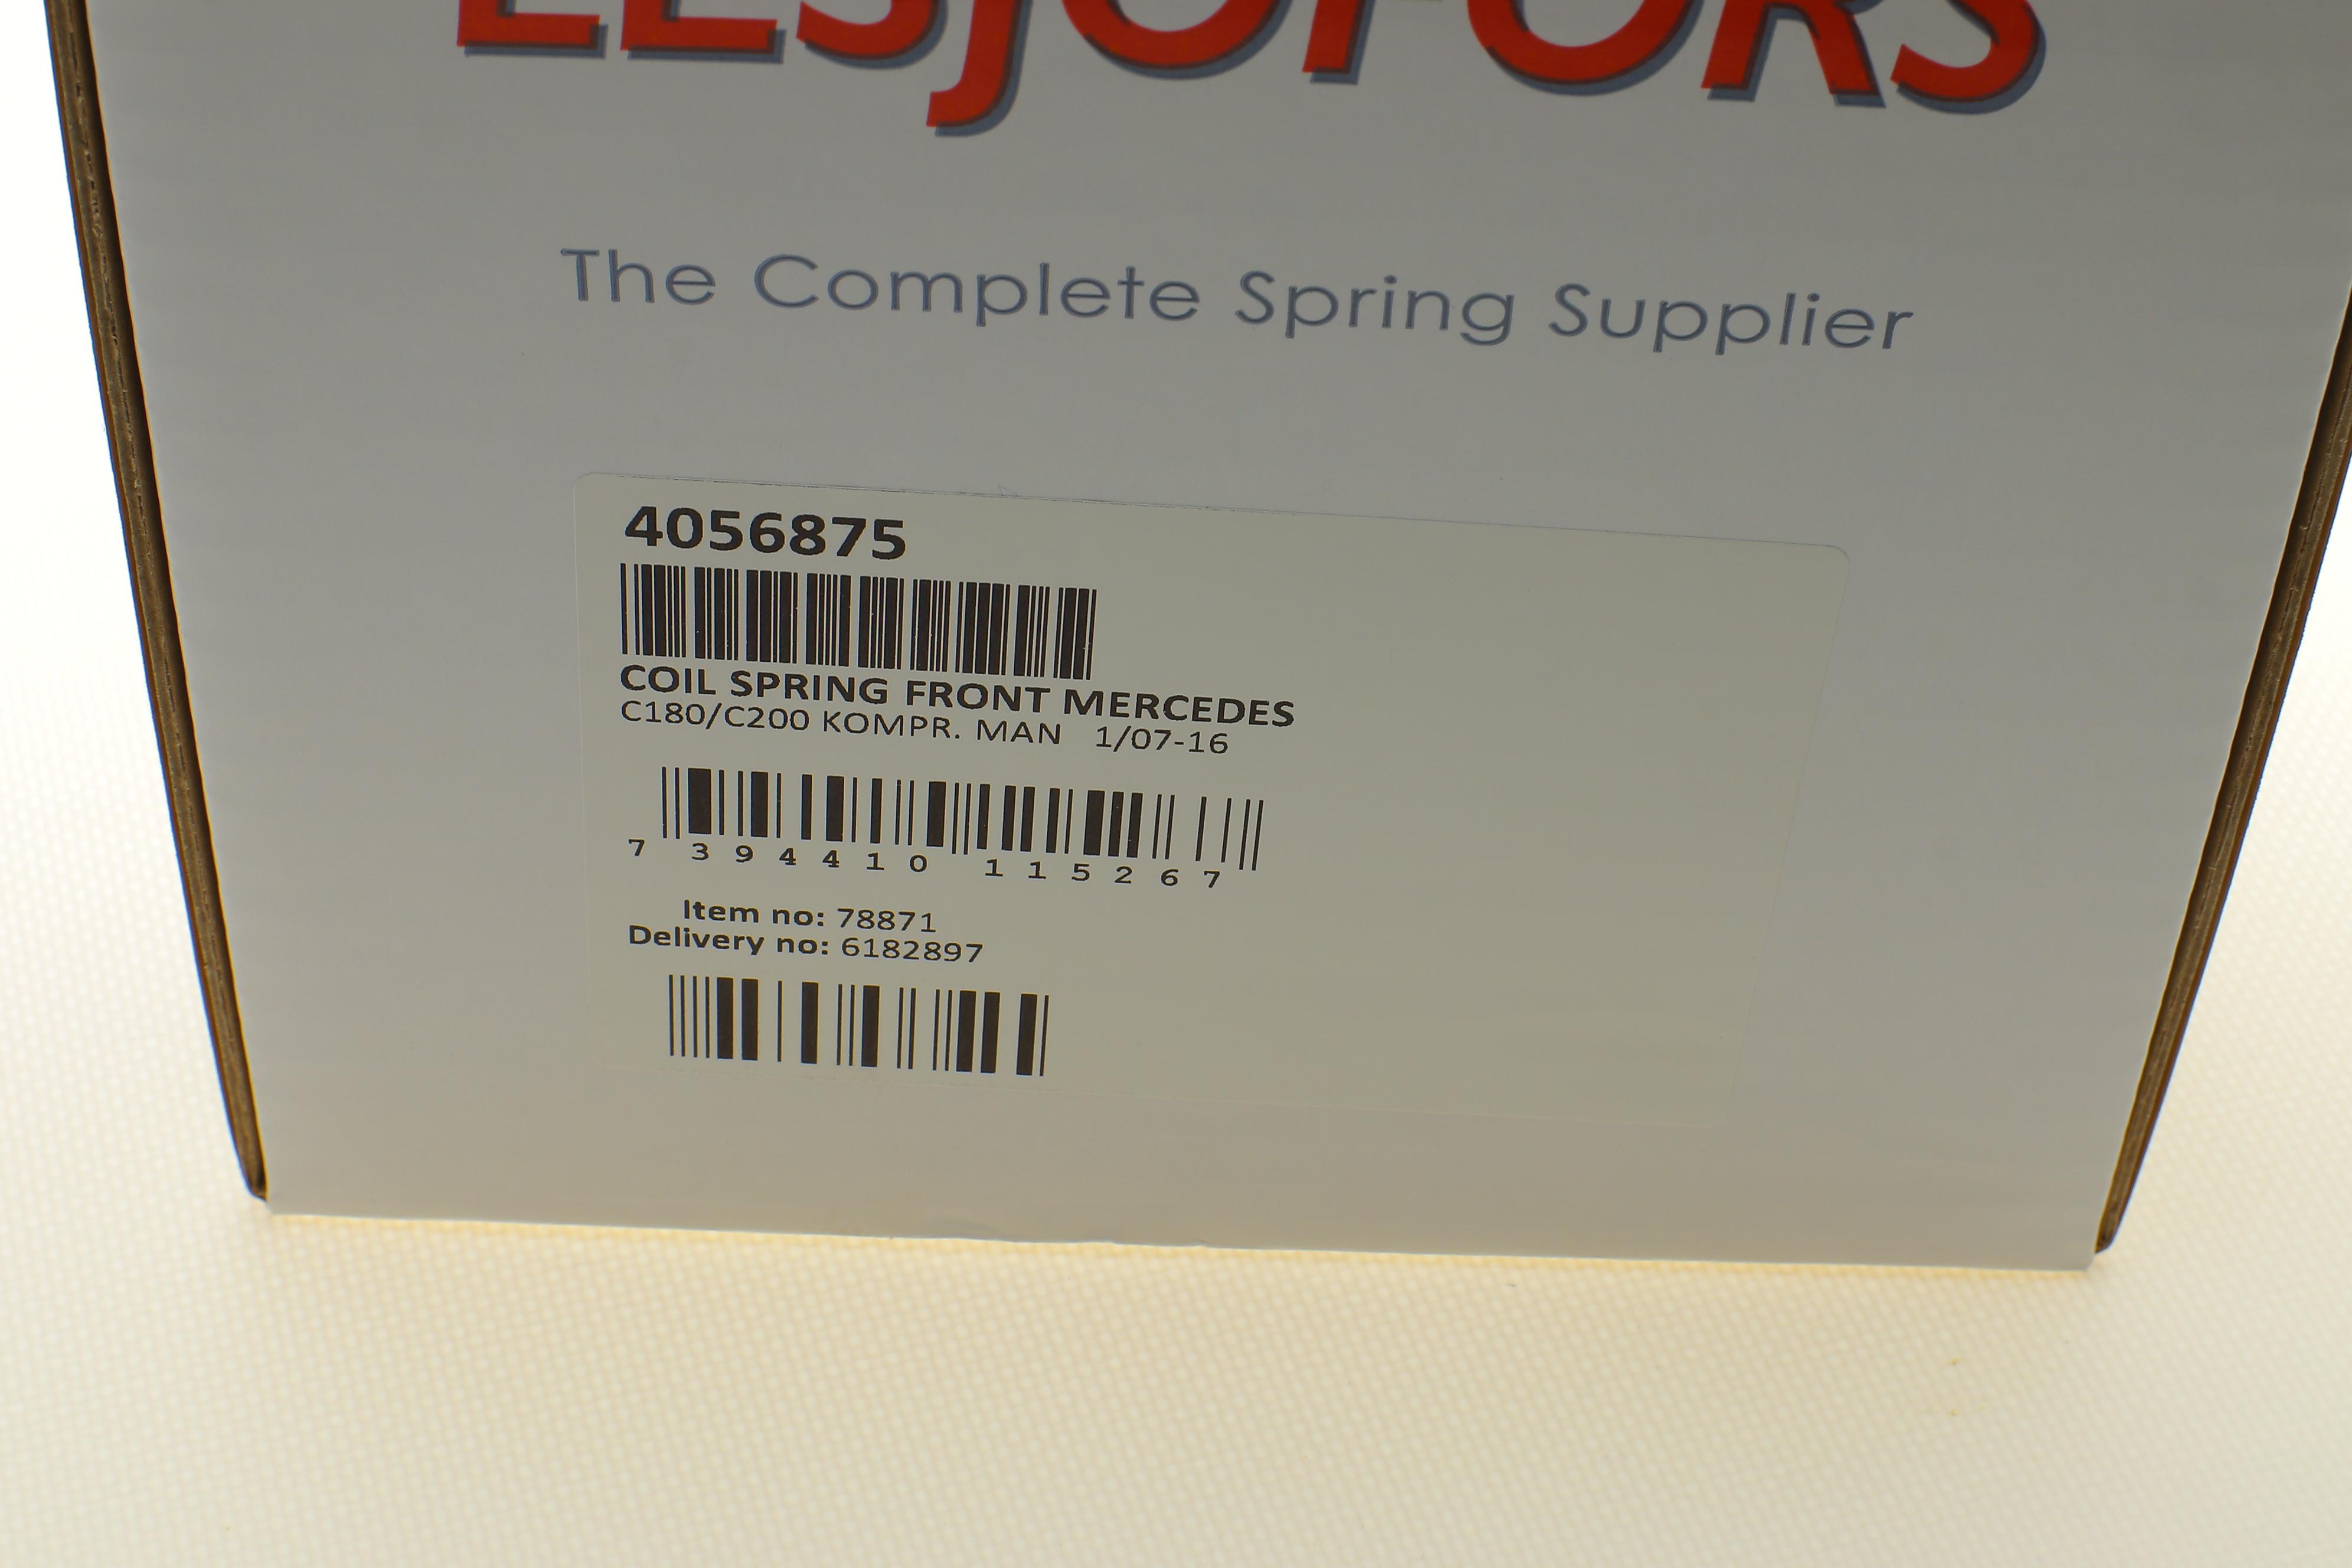 LESJÖFORS
The Complete Spring Supplier
4056875
COIL SPRING FRONT MERCEDES
C180/C200 KOMPR. MAN 1/07-16
7 394410 115267
Item no: 78871
Delivery no: 6182897